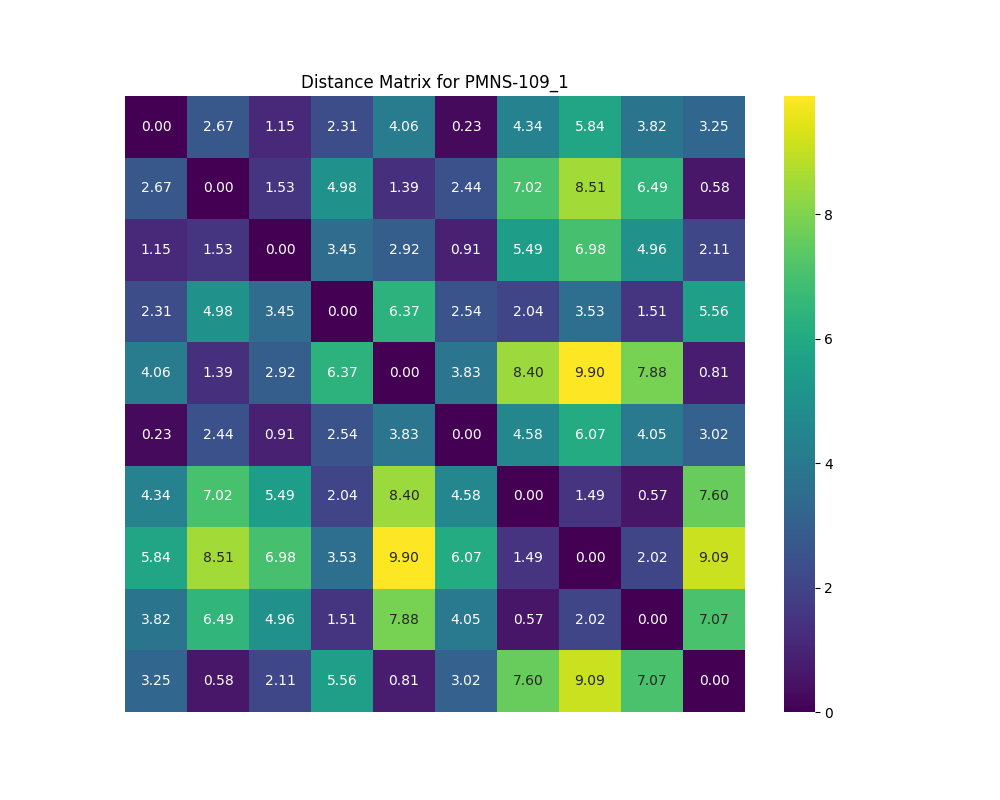 Distance Matrix for PMNS-109_1
0.00 2.67 1.15 2.31 4.06 0.23 4.34 5.84 3.82 3.25
2.67 0.00 1.53 4.98 1.39 2.44 7.02 8.51 6.49 0.58
1.15 1.53 0.00 3.45 2.92 0.91 5.49 6.98 4.96 2.11
2.31 4.98 3.45 0.00 6.37 2.54 2.04 3.53 1.51 5.56
4.06 1.39 2.92 6.37 0.00 3.83 8.40 9.90 7.88 0.81
0.23 2.44 0.91 2.54 3.83 0.00 4.58 6.07 4.05 3.02
4.34 7.02 5.49 2.04 8.40 4.58 0.00 1.49 0.57 7.60
5.84 8.51 6.98 3.53 9.90 6.07 1.49 0.00 2.02 9.09
3.82 6.49 4.96 1.51 7.88 4.05 0.57 2.02 0.00 7.07
3.25 0.58 2.11 5.56 0.81 3.02 7.60 9.09 7.07 0.00
8
6
4
2
0